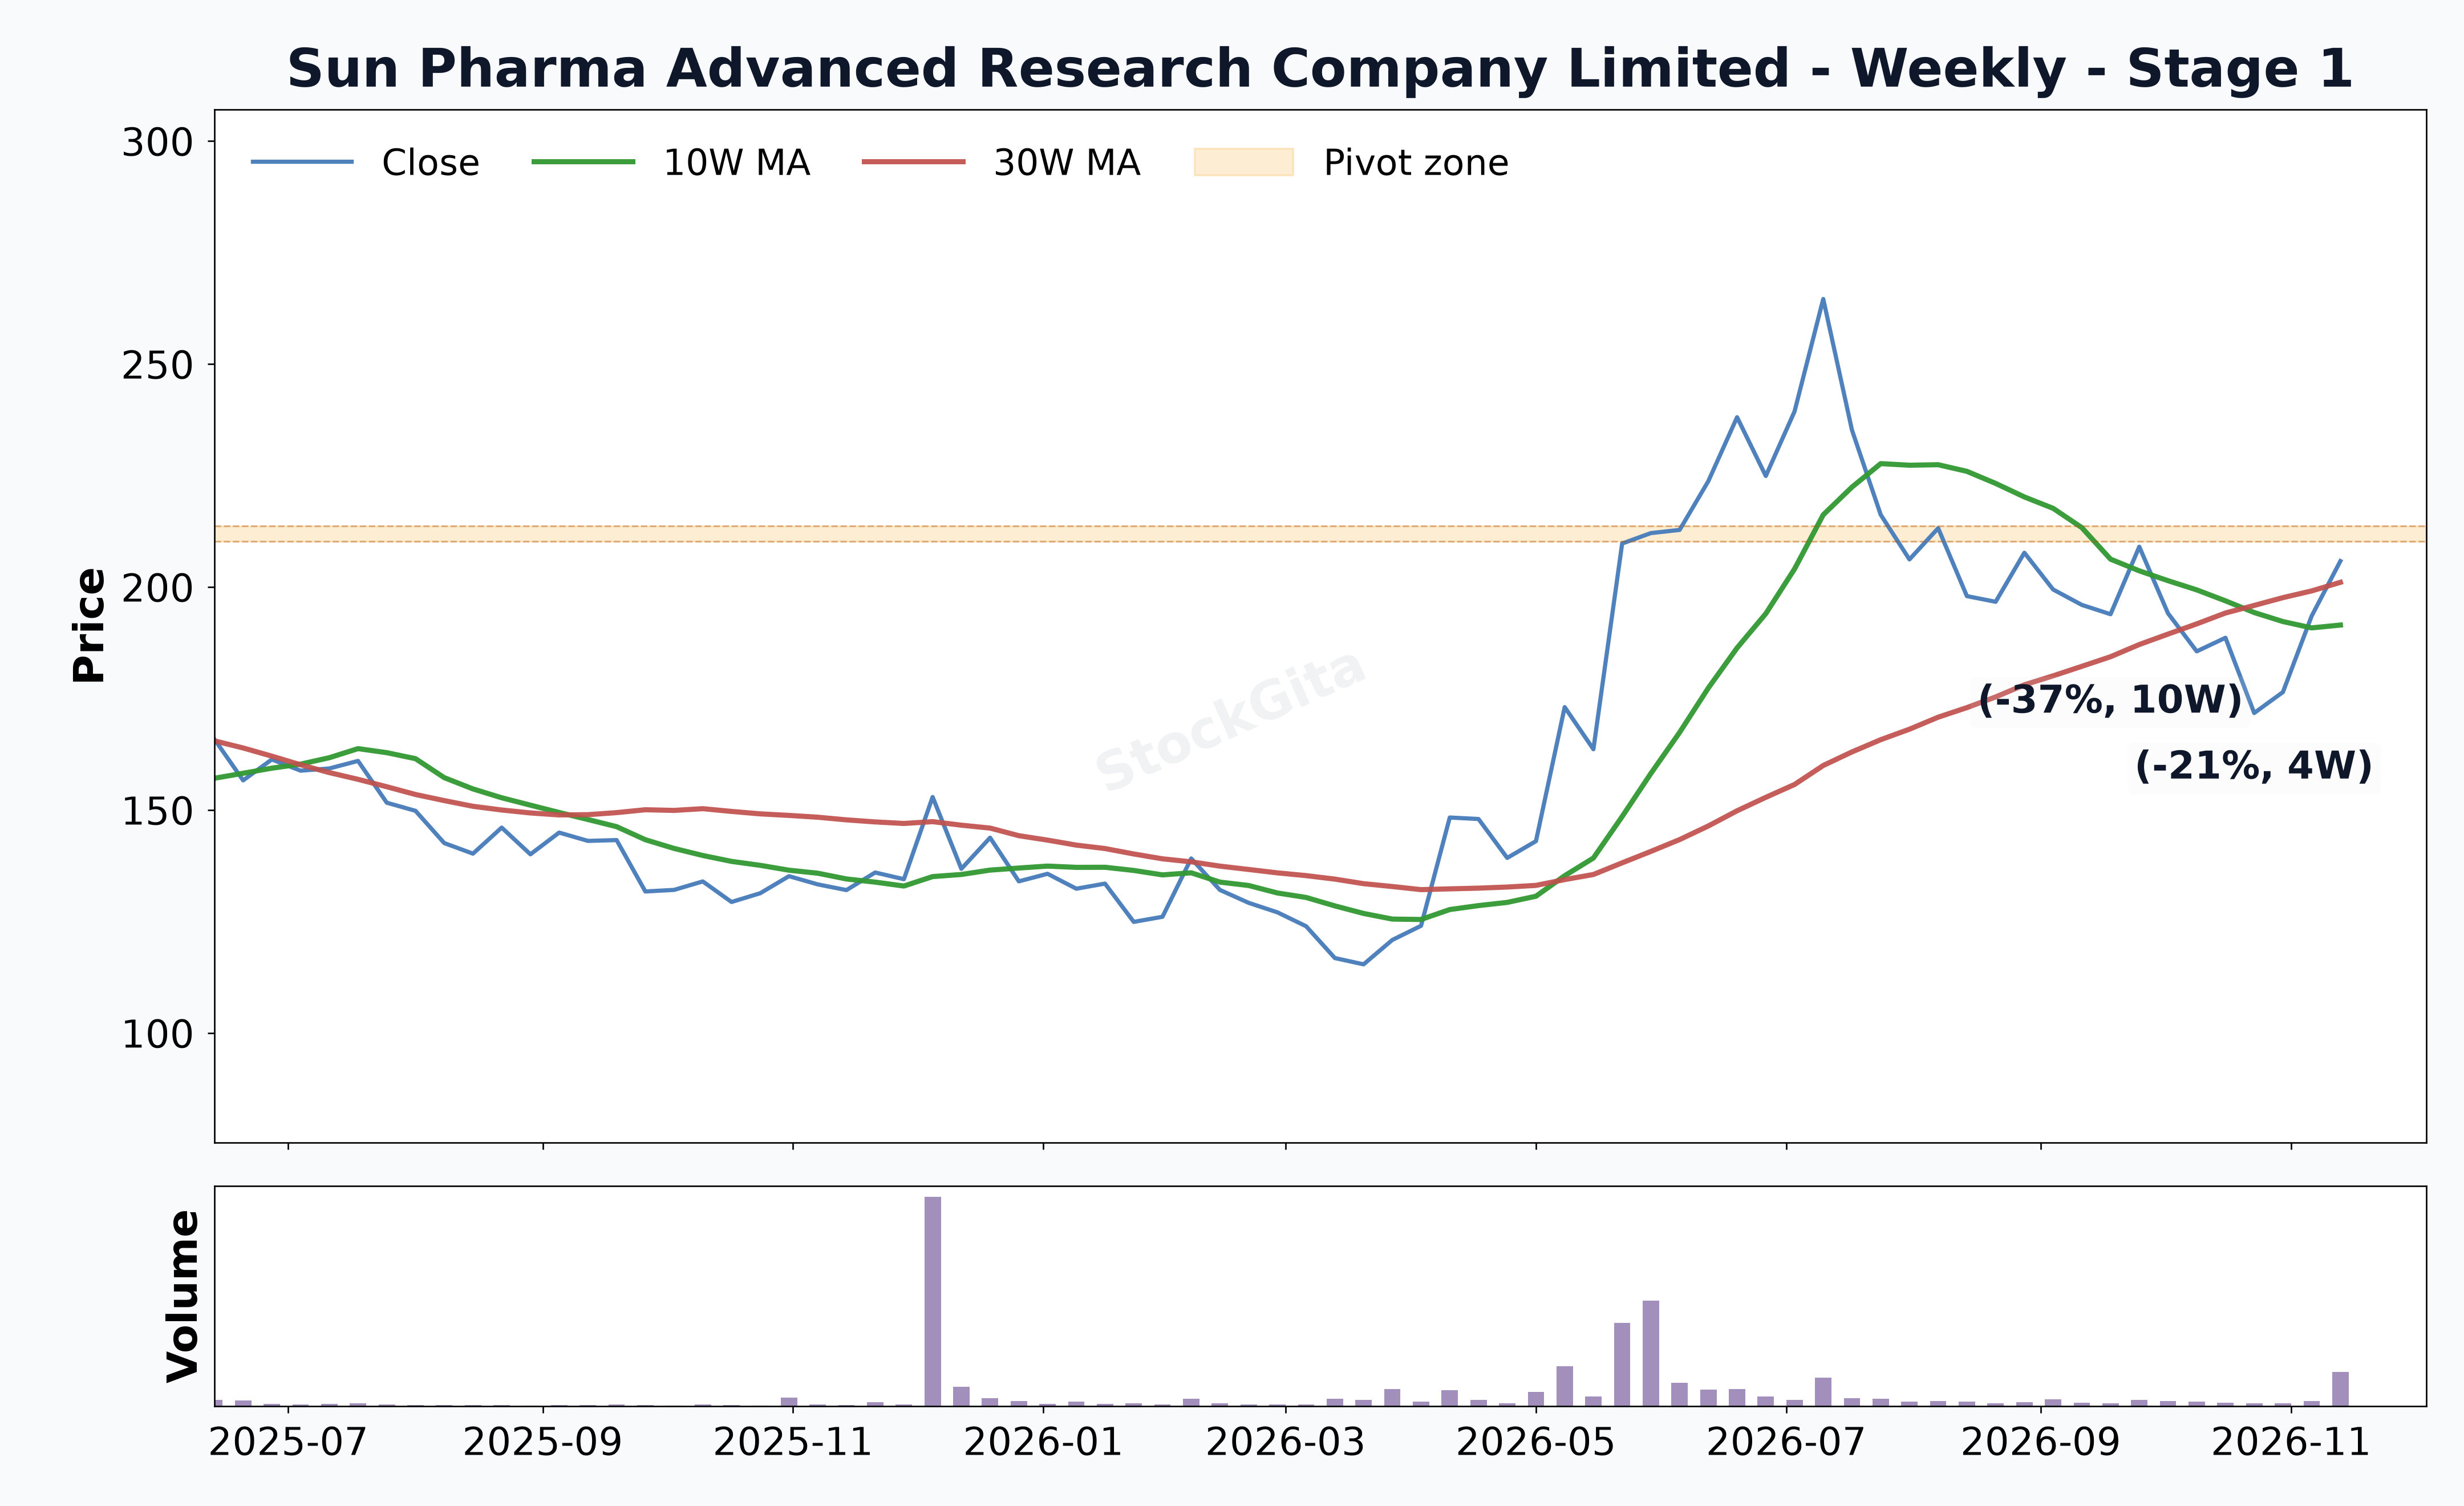 Sun Pharma Advanced Research Company Limited - Weekly - Stage 1
Close 10W MA 30W MA Pivot zone
300
250
200
150
100
Price
StockGita
(-37%, 10W)
(-21%, 4W)
Volume
2025-07 2025-09 2025-11 2026-01 2026-03 2026-05 2026-07 2026-09 2026-11